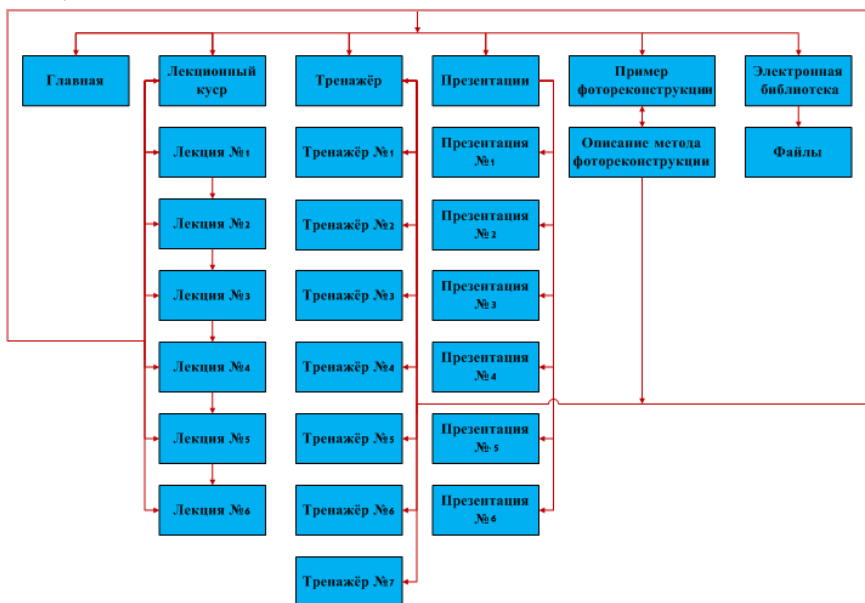 Главная
Лекционный
куср
Тренажёр
Презентации
Пример
фотореконструкции
Электронная
библиотека
Лекция №1
Тренажёр №1
Презентация
№1
Описание метода
фотореконструкции
Файлы
Лекция №2
Тренажёр №2
Презентация
№2
Лекция №3
Тренажёр №3
Презентация
№3
Лекция №4
Тренажёр №4
Презентация
№4
Лекция №5
Тренажёр №5
Презентация
№5
Лекция №6
Тренажёр №6
Презентация
№6
Тренажёр №7